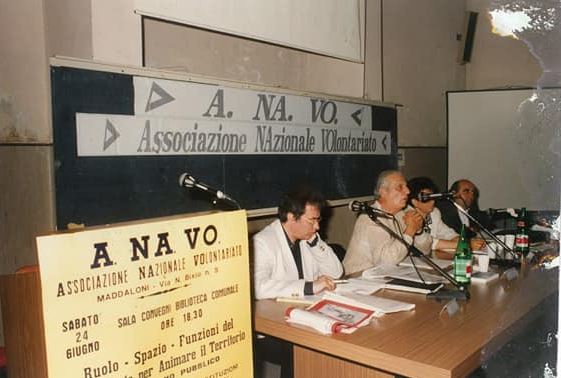 A. NA. VO.
Associazione NAzionale VOlontariato
A. NA. VO.
ASSOCIAZIONE NAZIONALE VOLONTARIATO
MADDALONI - Via N. Bixio n. 3
SABATO
24
GIUGNO
SALA CONVEGNI BIBLIOTECA COMUNALE
ORE 18,30
Ruolo - Spazio - Funzioni del
per Animare il Territorio
PUBBLICO